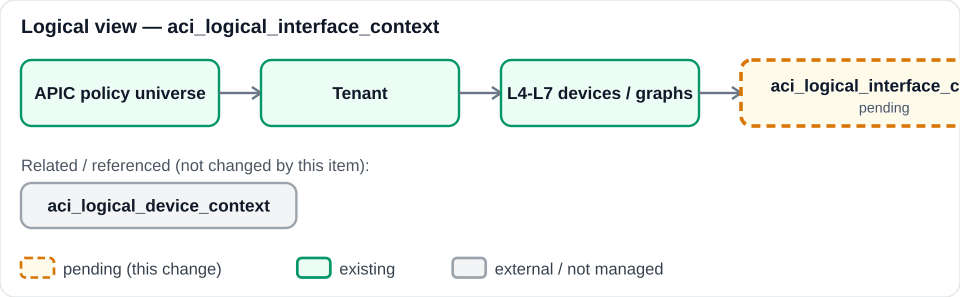 Logical view — aci_logical_interface_context
APIC policy universe
Tenant
L4-L7 devices / graphs
aci_logical_interface_c
pending
Related / referenced (not changed by this item):
aci_logical_device_context
pending (this change)
existing
external / not managed